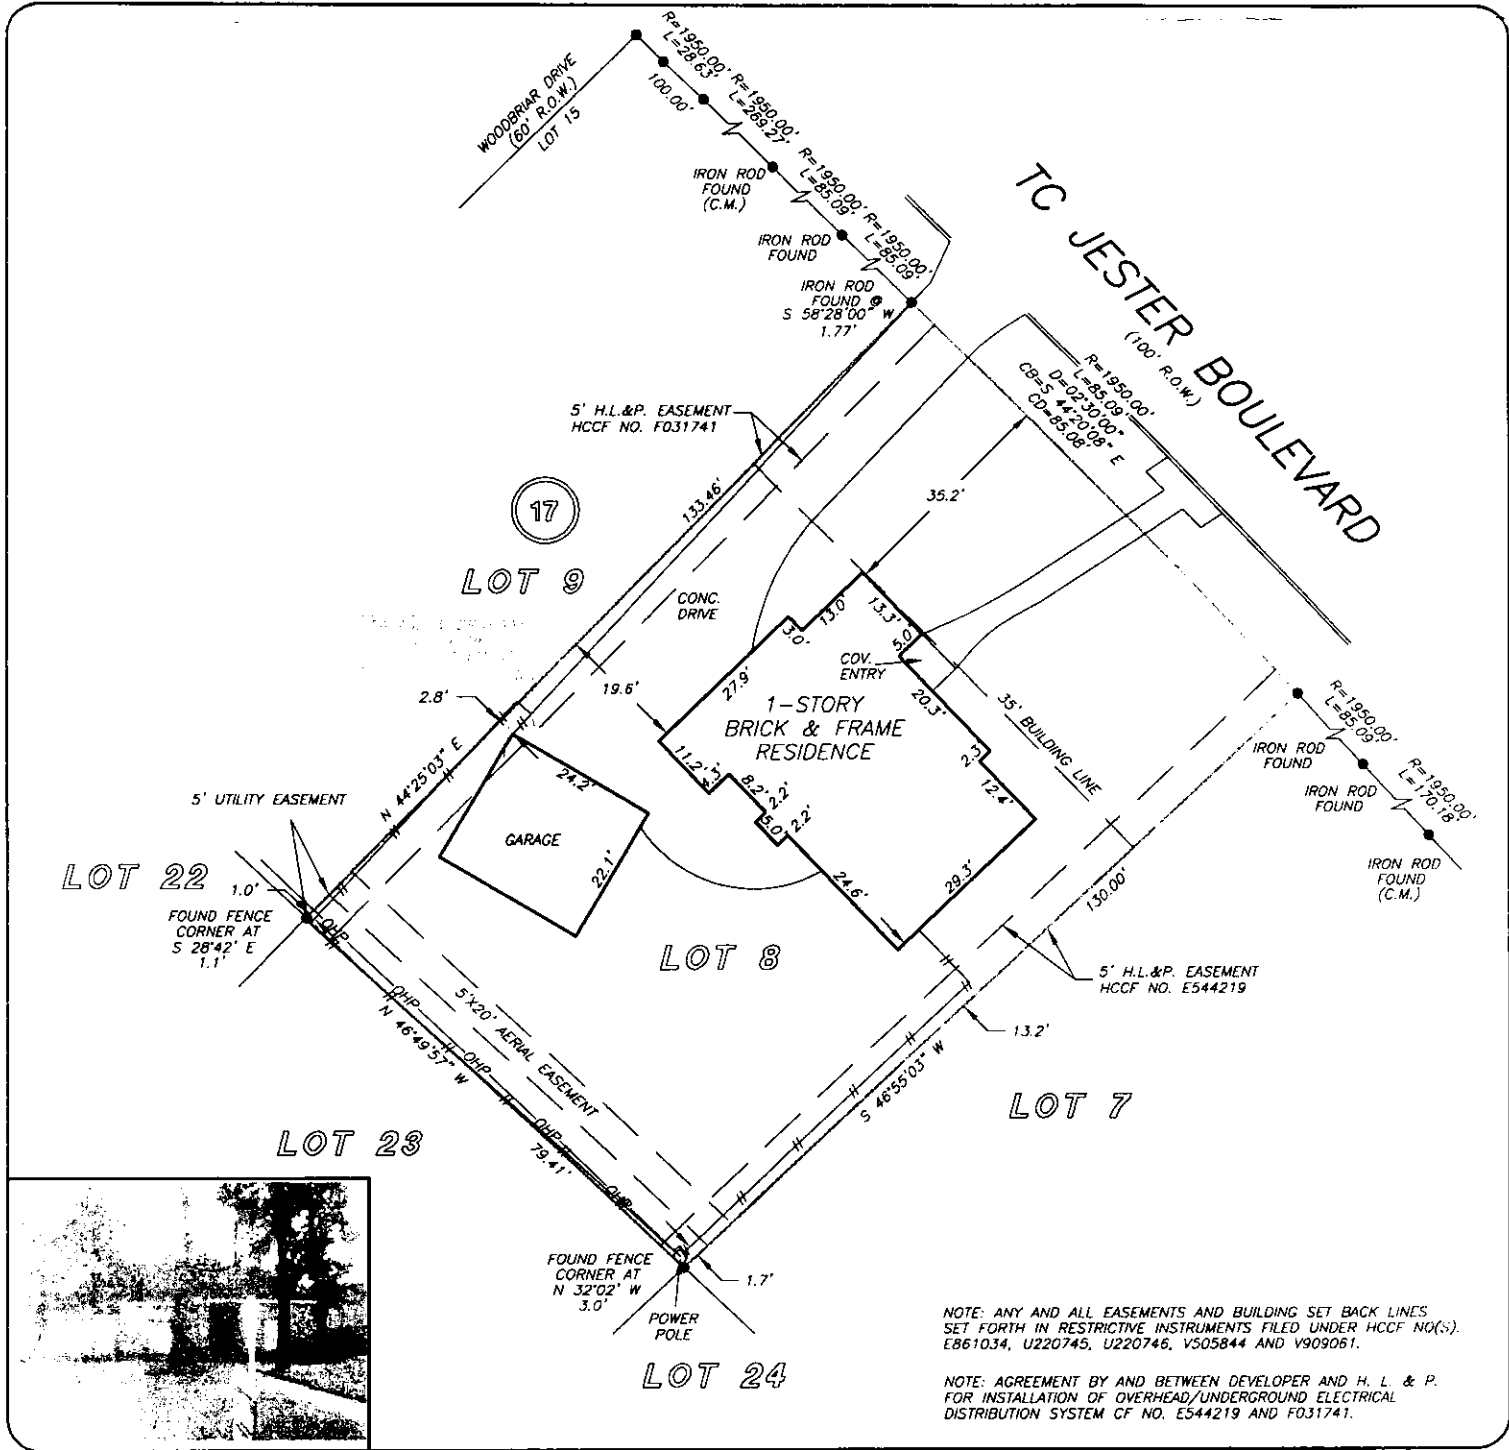 R=1950.00'
L=28.63'
100.00'
R=1950.00'
L=269.27'
R=1950.00'
L=85.09'
R=1950.00'
L=85.09'
WOODBRIAR DRIVE
(60' R.O.W.)
LOT 15
IRON ROD
FOUND
(C.M.)
IRON ROD
FOUND
IRON ROD
FOUND @
S 58°28'00" W
1.77'
TC JESTER BOULEVARD
(100' R.O.W.)
R=1950.00'
L=85.09'
D=02°30'00"
CB=S 44°20'08" E
CD=85.08'
5' H.L.&P. EASEMENT
HCCF NO. F031741
133.46'
35.2'
17
LOT 9
CONC.
DRIVE
13.0'
3.0'
13.3'
5.0'
COV.
ENTRY
27.9'
19.6'
2.8'
20.3'
1-STORY
BRICK & FRAME
RESIDENCE
35' BUILDING LINE
2.3'
12.4'
11.2'
8.2'
2.2'
5.0'
2.2'
24.6'
29.3'
R=1950.00'
L=85.09'
IRON ROD
FOUND
R=1950.00'
L=170.18'
IRON ROD
FOUND
IRON ROD
FOUND
(C.M.)
N 44°25'03" E
24.2'
GARAGE
22.1'
5' UTILITY EASEMENT
LOT 22
1.0'
FOUND FENCE
CORNER AT
S 28°42' E
1.1'
130.00'
LOT 8
5' H.L.&P. EASEMENT
HCCF NO. E544219
13.2'
OHP
OHP
OHP
OHP
OHP
5'X20' AERIAL EASEMENT
N 46°49'57" W
79.41'
S 46°55'03" W
LOT 7
LOT 23
FOUND FENCE
CORNER AT
N 32°02' W
3.0'
1.7'
POWER
POLE
LOT 24
NOTE: ANY AND ALL EASEMENTS AND BUILDING SET BACK LINES
SET FORTH IN RESTRICTIVE INSTRUMENTS FILED UNDER HCCF NO(S).
E861034, U220745, U220746, V505844 AND V909061.
NOTE: AGREEMENT BY AND BETWEEN DEVELOPER AND H. L. & P.
FOR INSTALLATION OF OVERHEAD/UNDERGROUND ELECTRICAL
DISTRIBUTION SYSTEM CF NO. E544219 AND F031741.